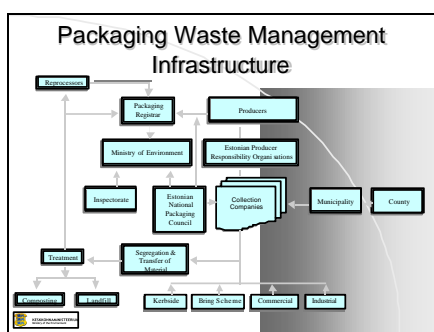 Packaging Waste Management
Infrastructure
Reprocessors
Packaging
Registrar
Producers
Ministry of Environment
Estonian Producer
Responsibility Organisations
Inspectorate
Estonian
National
Packaging
Council
Collection
Companies
Municipality
County
Treatment
Segregation &
Transfer of
Material
Composting
Landfill
Kerbside
Bring Scheme
Commercial
Industrial
KESKKONNAMINISTEERIUM